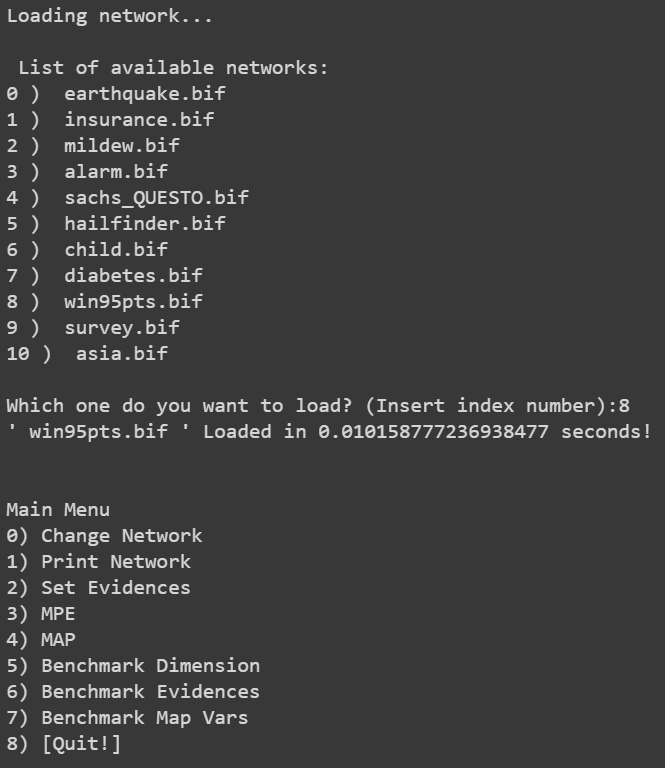 Loading network...
List of available networks:
0 )  earthquake.bif
1 )  insurance.bif
2 )  mildew.bif
3 )  alarm.bif
4 )  sachs_QUESTO.bif
5 )  hailfinder.bif
6 )  child.bif
7 )  diabetes.bif
8 )  win95pts.bif
9 )  survey.bif
10 )  asia.bif
Which one do you want to load? (Insert index number):8
' win95pts.bif ' Loaded in 0.010158777236938477 seconds!
Main Menu
0) Change Network
1) Print Network
2) Set Evidences
3) MPE
4) MAP
5) Benchmark Dimension
6) Benchmark Evidences
7) Benchmark Map Vars
8) [Quit!]